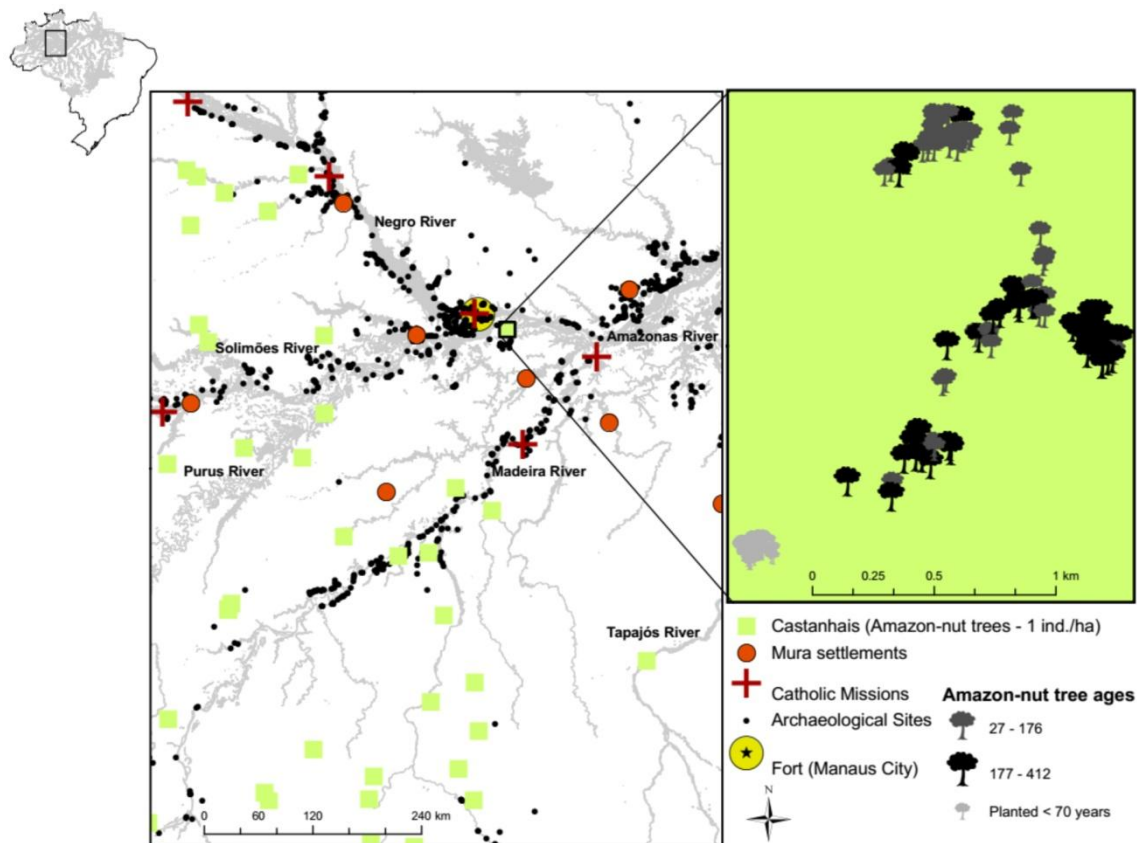 Negro River
Amazonas River
Solimões River
Purus River
Madeira River
Tapajós River
0 60 120 240 km
0 0.25 0.5 1 km
Castanhais (Amazon-nut trees - 1 ind./ha)
Mura settlements
Catholic Missions
Archaeological Sites
Fort (Manaus City)
N
Amazon-nut tree ages
27 - 176
177 - 412
Planted < 70 years